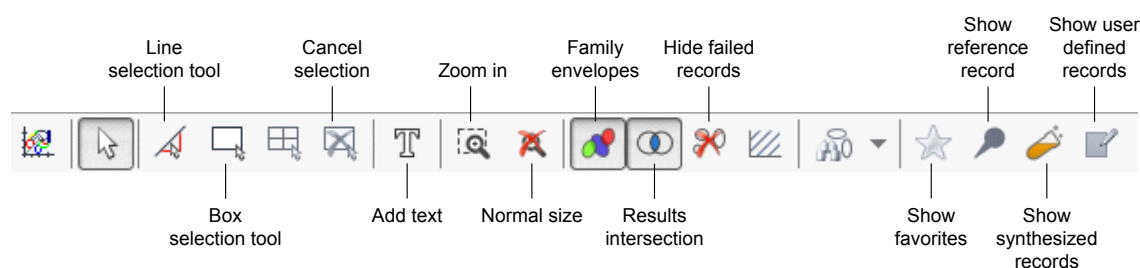 Line
selection tool
Cancel
selection
Zoom in
Family
envelopes
Hide failed
records
Show
reference
record
Show user
defined
records
Box
selection tool
Add text
Normal size
Results
intersection
Show
favorites
Show
synthesized
records